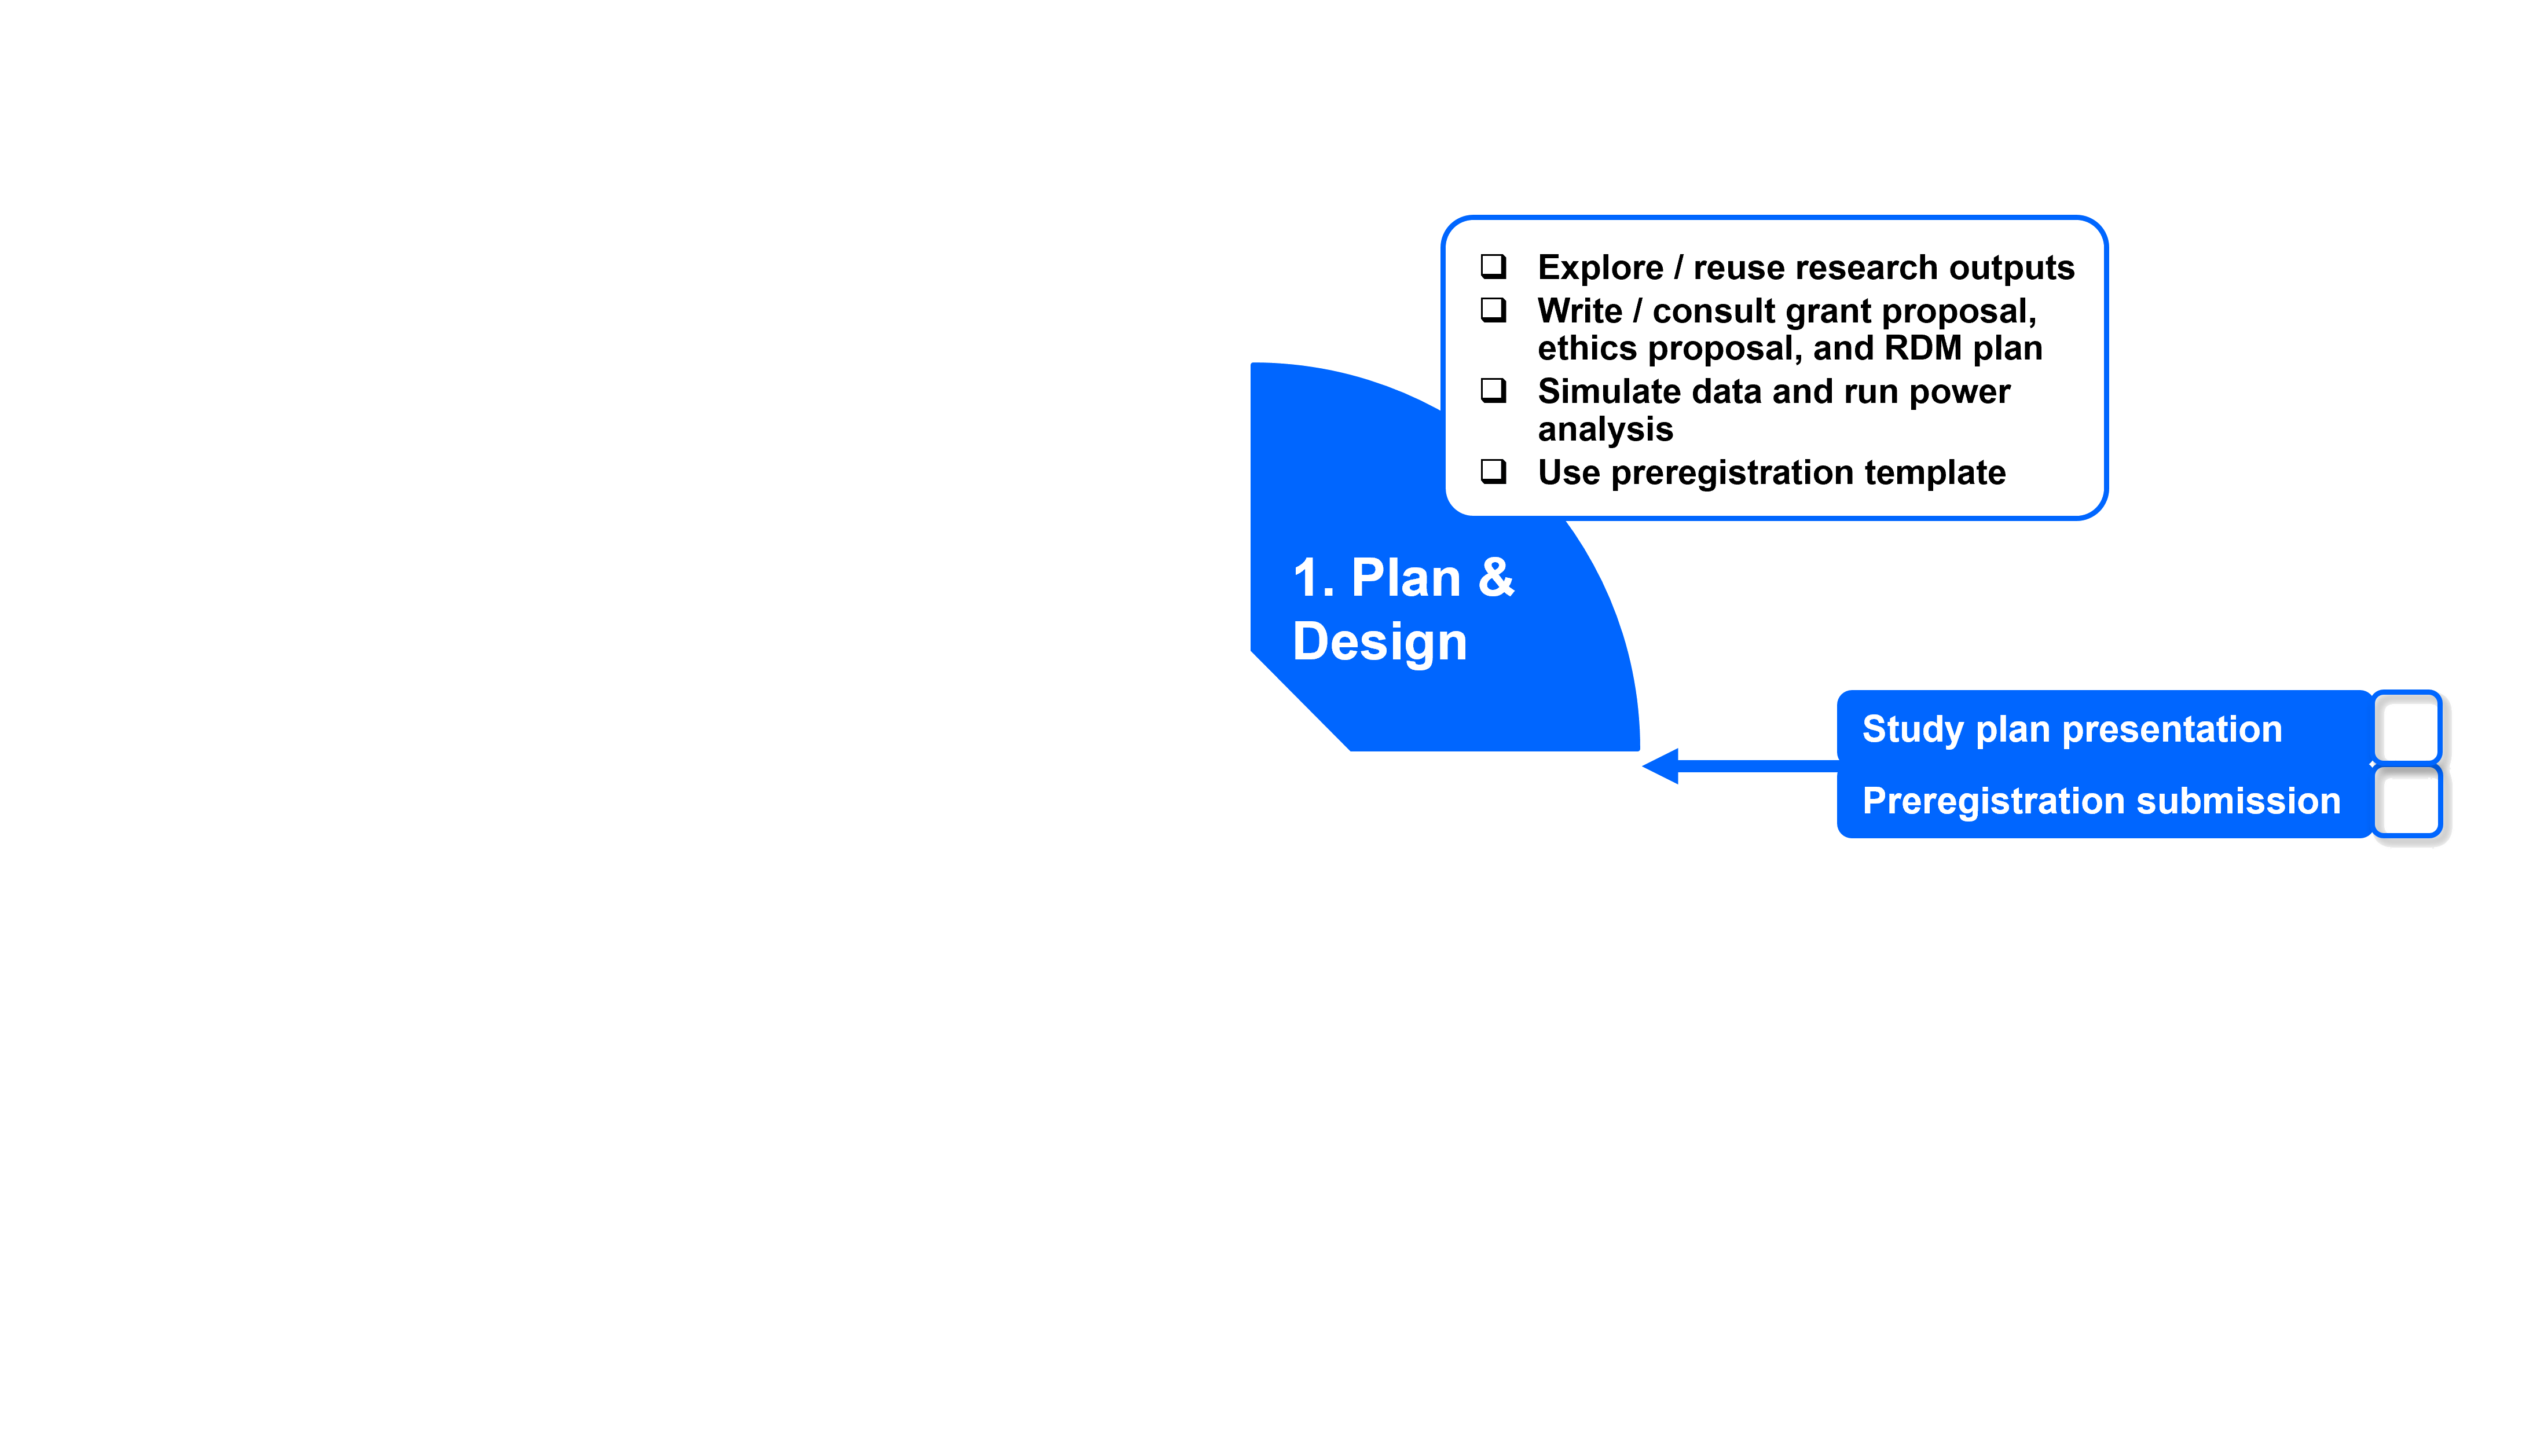 ❑ Explore / reuse research outputs
❑ Write / consult grant proposal,
ethics proposal, and RDM plan
❑ Simulate data and run power
analysis
❑ Use preregistration template
1. Plan &
Design
Study plan presentation
Preregistration submission